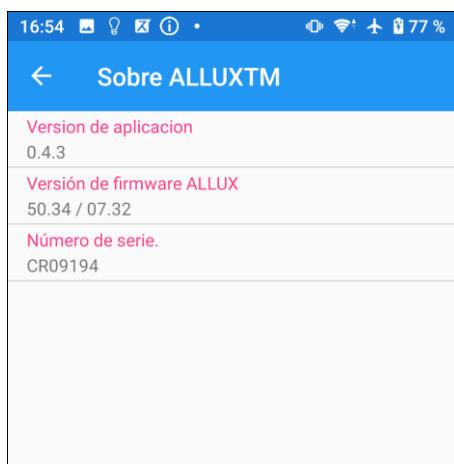 16:54 77 %
Sobre ALLUXTM
Version de aplicacion
0.4.3
Versión de firmware ALLUX
50.34 / 07.32
Número de serie.
CR09194